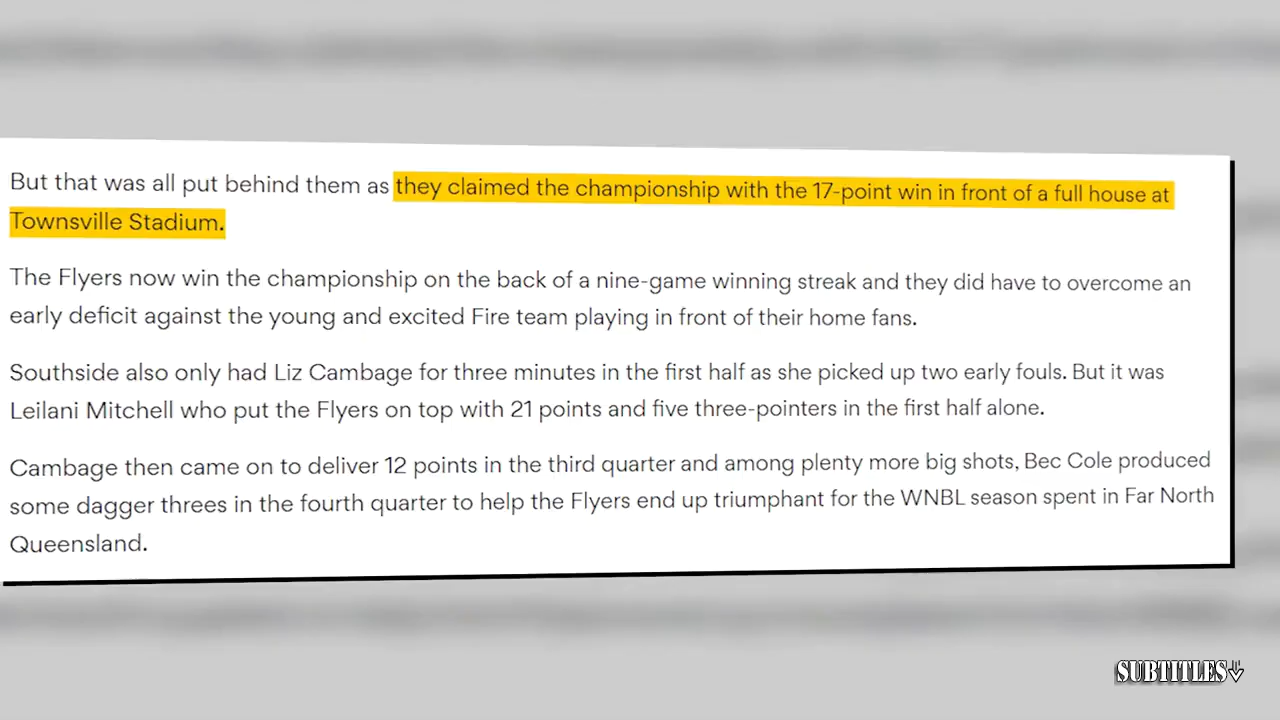 But that was all put behind them as they claimed the championship with the 17-point win in front of a full house at
Townsville Stadium.
The Flyers now win the championship on the back of a nine-game winning streak and they did have to overcome an
early deficit against the young and excited Fire team playing in front of their home fans.
Southside also only had Liz Cambage for three minutes in the first half as she picked up two early fouls. But it was
Leilani Mitchell who put the Flyers on top with 21 points and five three-pointers in the first half alone.
Cambage then came on to deliver 12 points in the third quarter and among plenty more big shots, Bec Cole produced
some dagger threes in the fourth quarter to help the Flyers end up triumphant for the WNBL season spent in Far North
Queensland.
SUBTITLES